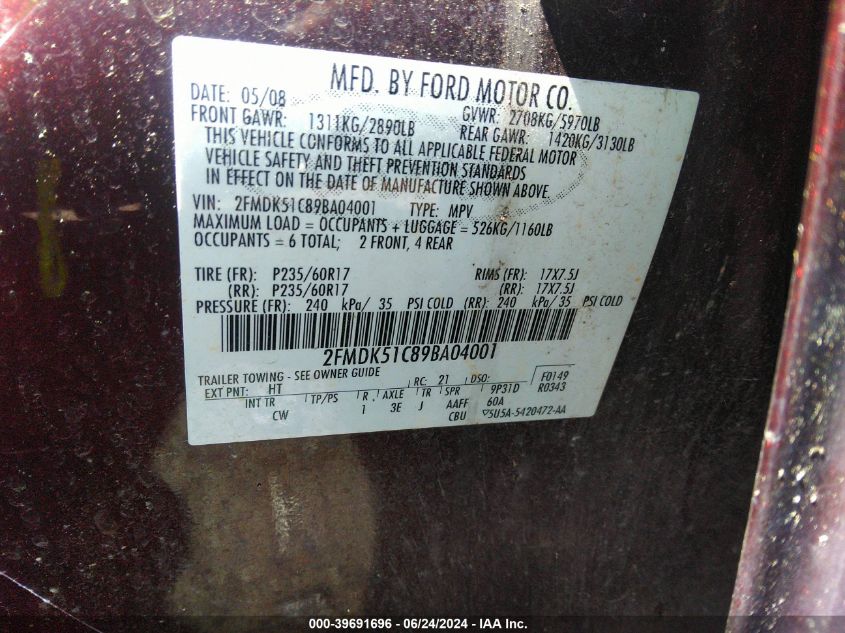 MFD. BY FORD MOTOR CO.
DATE: 05/08 GVWR: 2708KG/5970LB
FRONT GAWR: 1311KG/2890LB REAR GAWR: 1420KG/3130LB
THIS VEHICLE CONFORMS TO ALL APPLICABLE FEDERAL MOTOR
VEHICLE SAFETY AND THEFT PREVENTION STANDARDS
IN EFFECT ON THE DATE OF MANUFACTURE SHOWN ABOVE.
VIN: 2FMDK51C89BA04001 TYPE: MPV
MAXIMUM LOAD = OCCUPANTS + LUGGAGE = 526KG/1160LB
OCCUPANTS = 6 TOTAL; 2 FRONT, 4 REAR
TIRE (FR): P235/60R17 RIMS (FR): 17X7.5J
(RR): P235/60R17 (RR): 17X7.5J
PRESSURE (FR): 240 kPa/ 35 PSI COLD (RR): 240 kPa/ 35 PSI COLD
2FMDK51C89BA04001
TRAILER TOWING - SEE OWNER GUIDE
EXT PNT: HT RC: 21 DSO: F0149
INT TR TP/PS R AXLE TR SPR 9P31D R0343
CW 1 3E J AAFF 60A
CBU 5U5A-5420472-AA
000-39691696 - 06/24/2024 - IAA Inc.